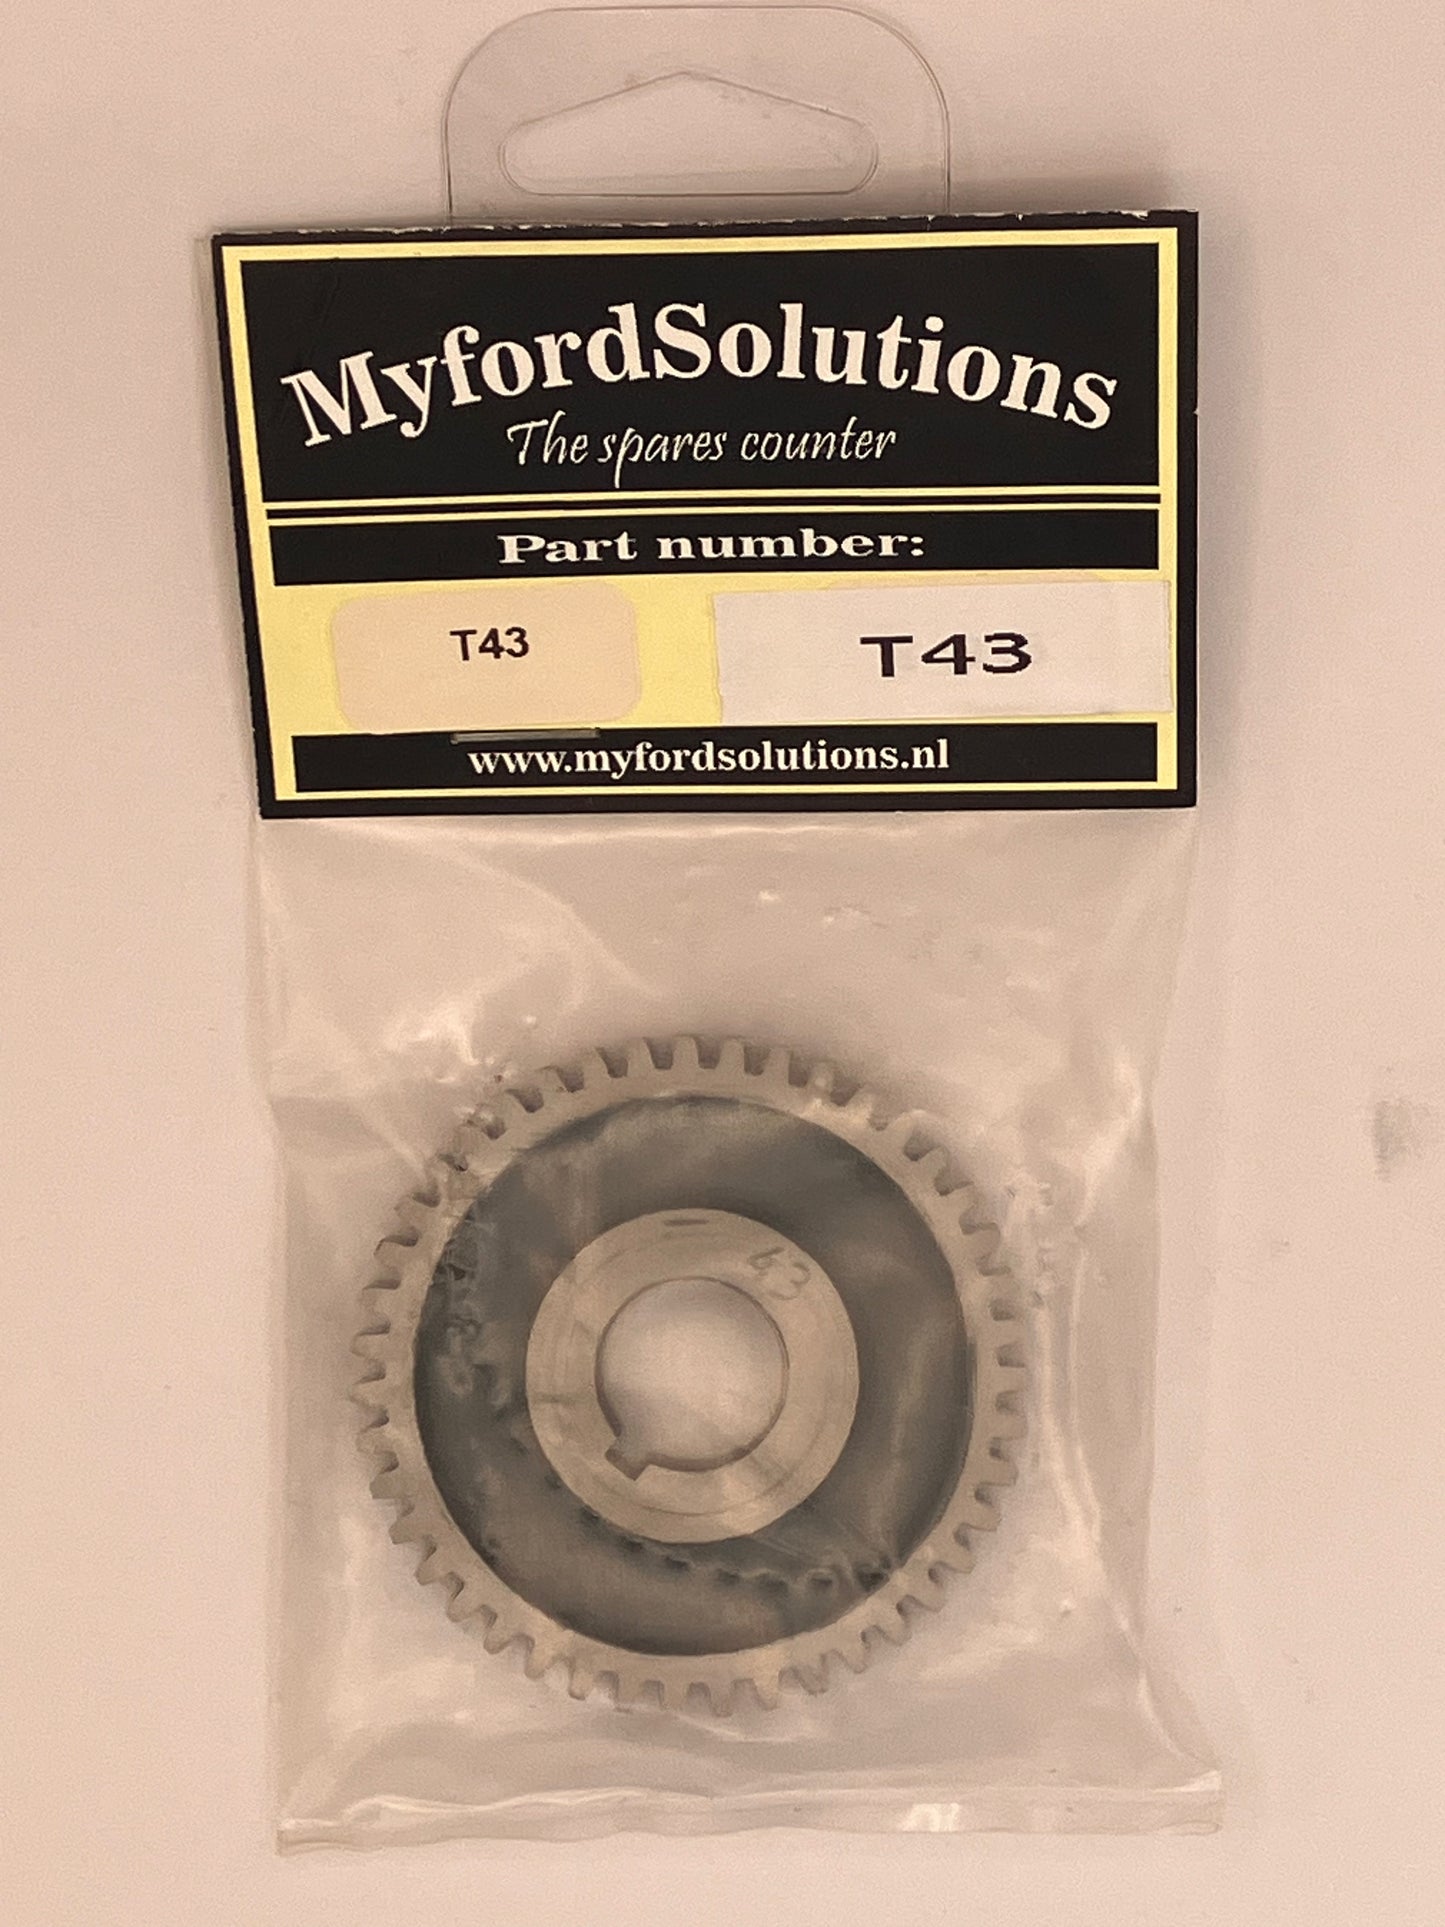 MyfordSolutions
The spares counter
Part number:
T43
T43
www.myfordsolutions.nl
43